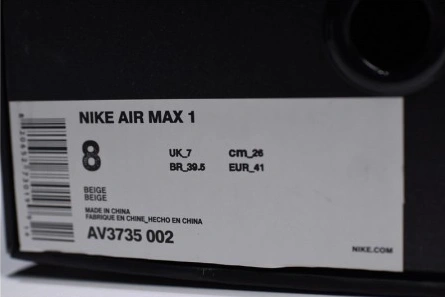 NIKE AIR MAX 1
8
UK_7 cm_26
BR_39.5 EUR_41
BEIGE
BEIGE
MADE IN CHINA
FABRIQUE EN CHINE_HECHO EN CHINA
AV3735 002
NIKE.COM